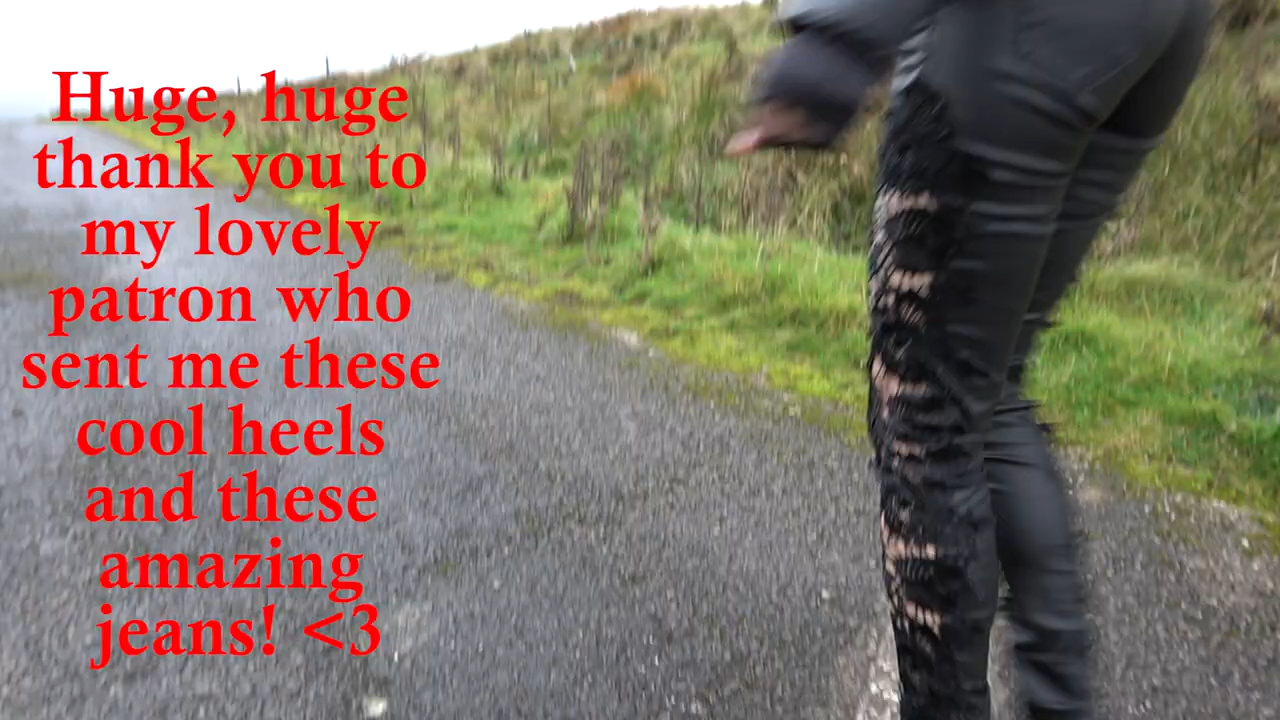 Huge, huge
thank you to
my lovely
patron who
sent me these
cool heels
and these
amazing
jeans! <3